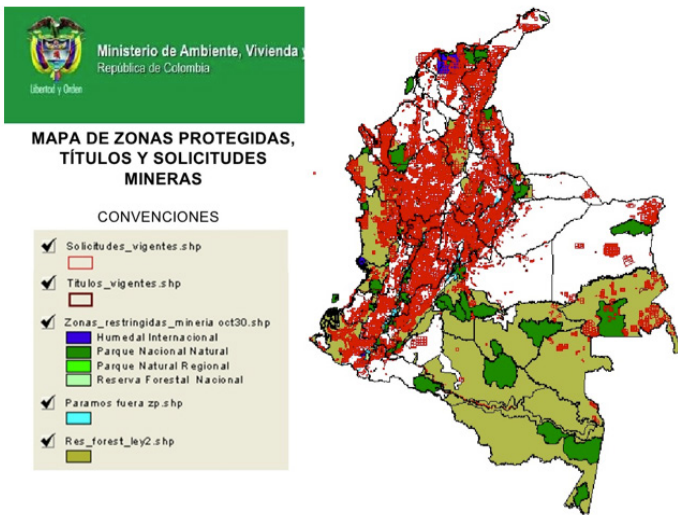 Ministerio de Ambiente, Vivienda y
República de Colombia
Libertad y Orden
MAPA DE ZONAS PROTEGIDAS,
TÍTULOS Y SOLICITUDES
MINERAS
CONVENCIONES
Solicitudes_vigentes.shp
Titulos_vigentes.shp
Zonas_restringidas_mineria oct30.shp
Humedal Internacional
Parque Nacional Natural
Parque Natural Regional
Reserva Forestal Nacional
Paramos fuera zp.shp
Res_forest_ley2.shp